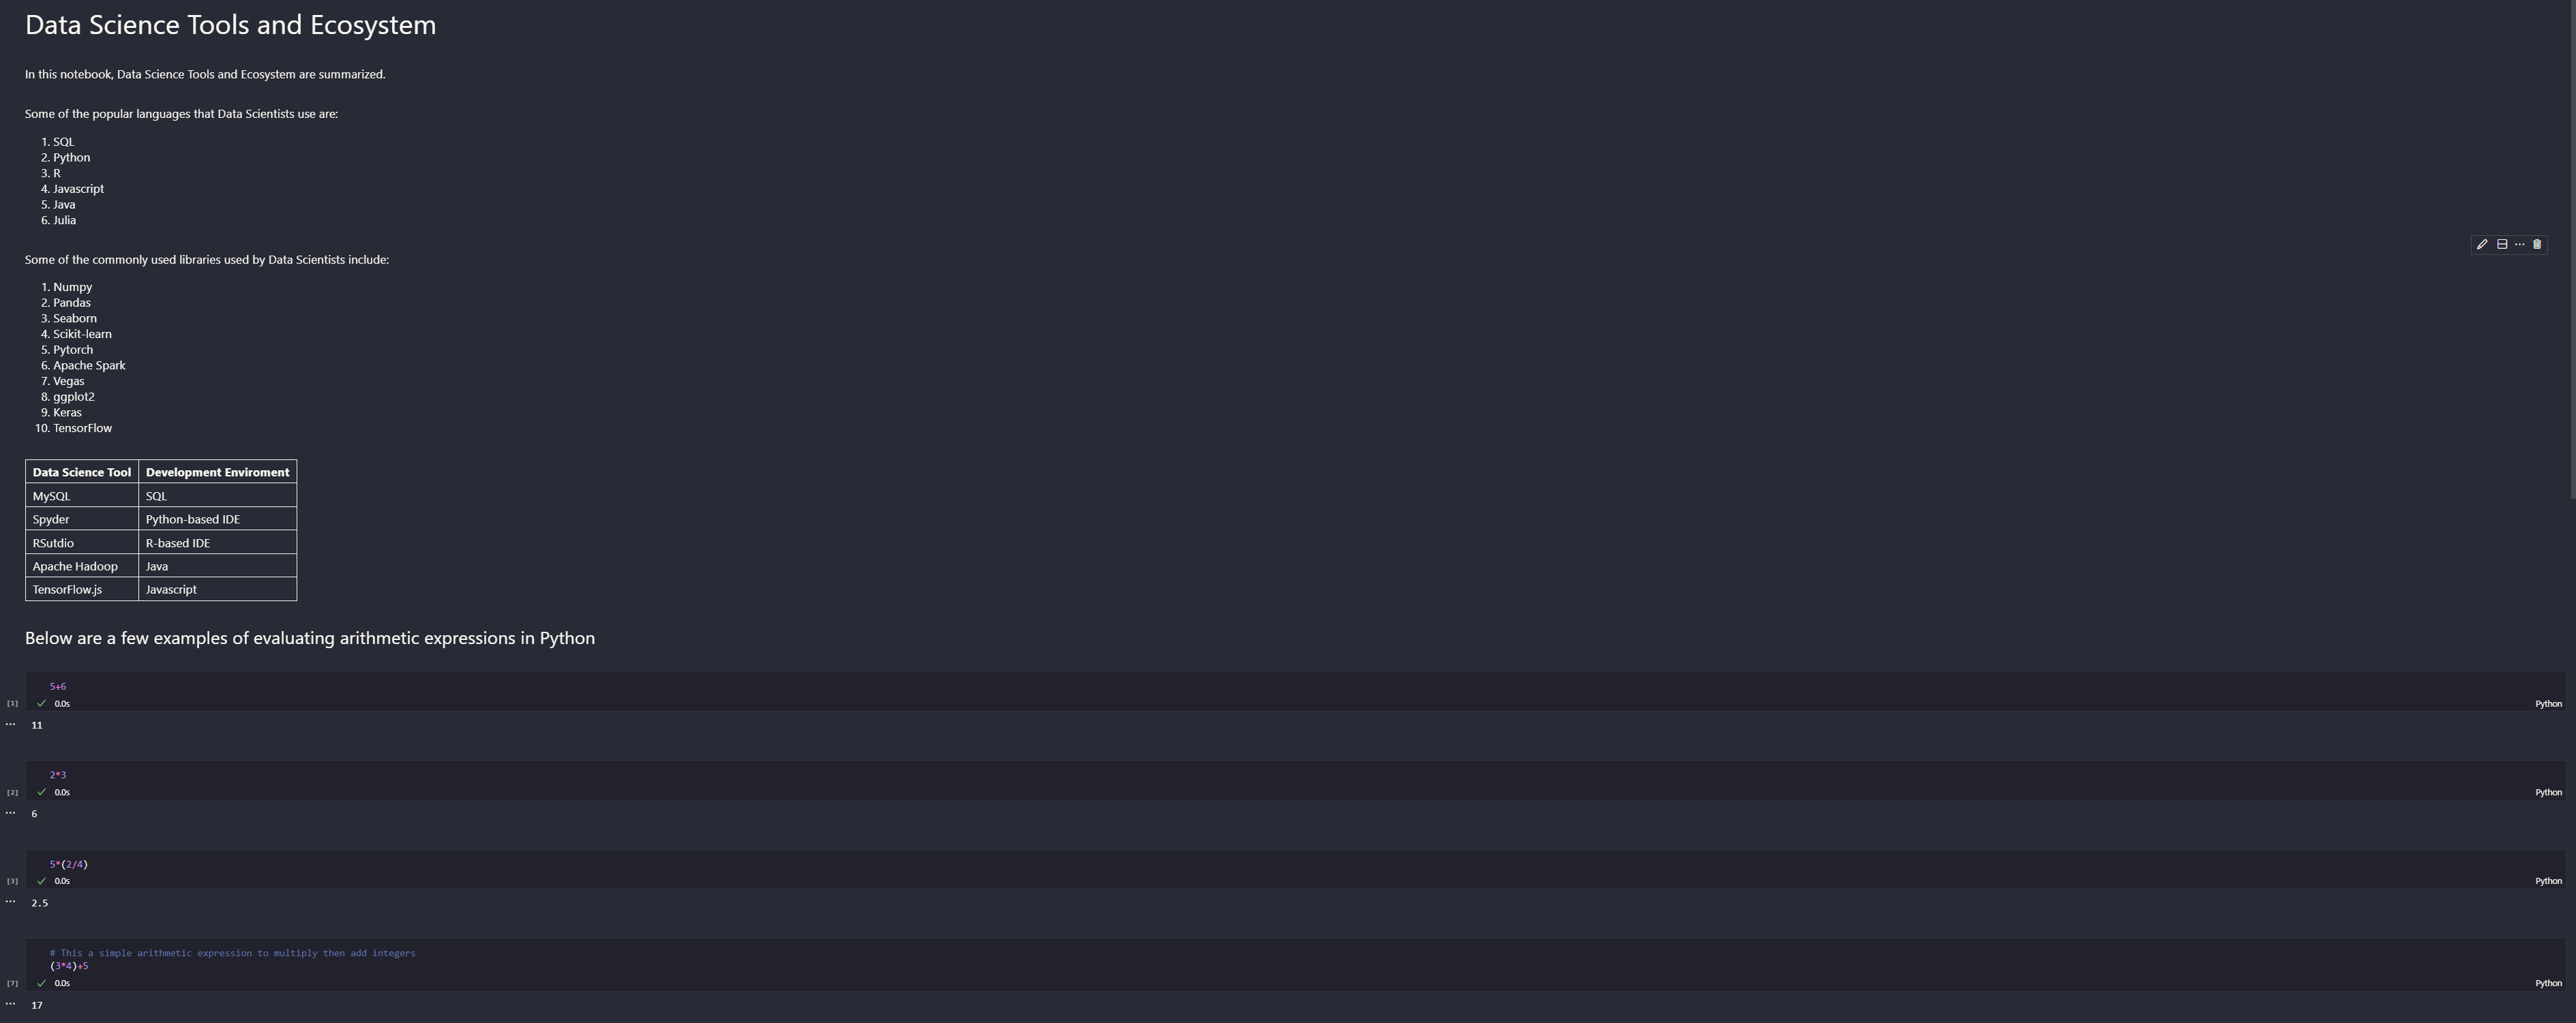 Data Science Tools and Ecosystem
In this notebook, Data Science Tools and Ecosystem are summarized.
Some of the popular languages that Data Scientists use are:
1. SQL
2. Python
3. R
4. Javascript
5. Java
6. Julia
Some of the commonly used libraries used by Data Scientists include:
1. Numpy
2. Pandas
3. Seaborn
4. Scikit-learn
5. Pytorch
6. Apache Spark
7. Vegas
8. ggplot2
9. Keras
10. TensorFlow
Data Science Tool Development Enviroment
MySQL SQL
Spyder Python-based IDE
RSutdio R-based IDE
Apache Hadoop Java
TensorFlow.js Javascript
Below are a few examples of evaluating arithmetic expressions in Python
5+6
[1] 0.0s Python
11
2*3
[2] 0.0s Python
6
5*(2/4)
[3] 0.0s Python
2.5
# This a simple arithmetic expression to multiply then add integers
(3*4)+5
[7] 0.0s Python
17